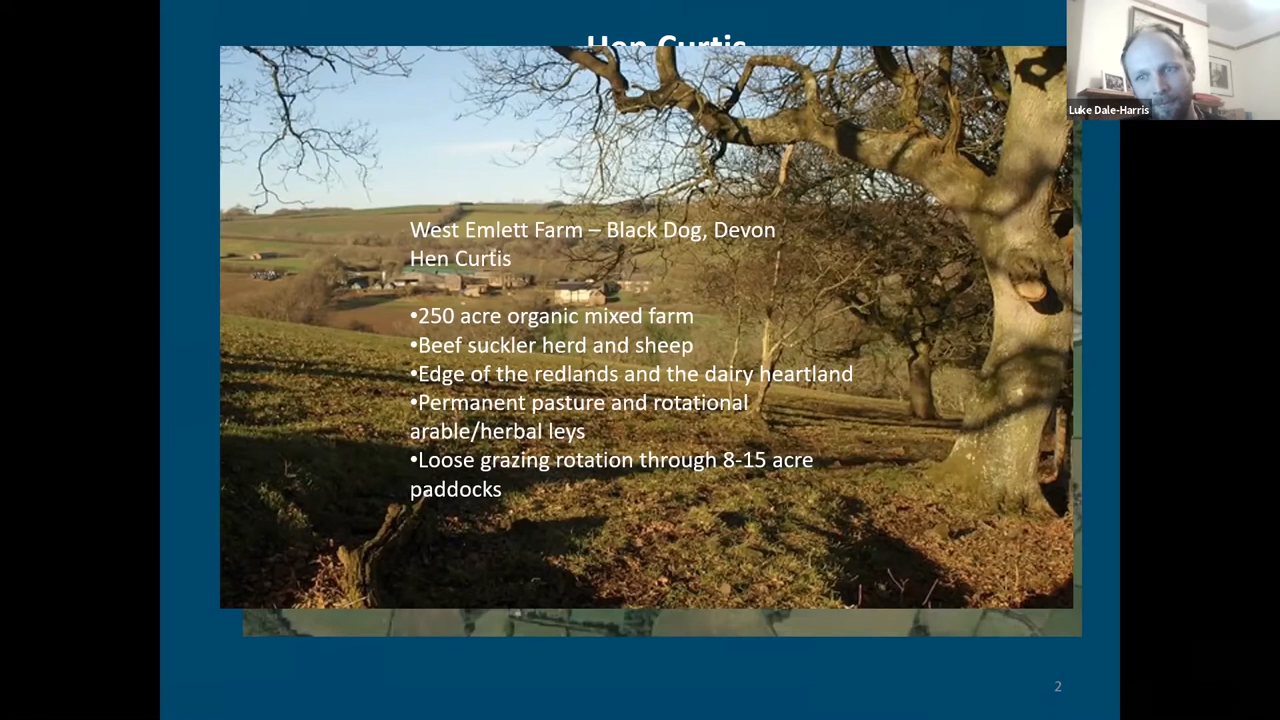 Hen Curtis
Luke Dale-Harris
West Emlett Farm – Black Dog, Devon
Hen Curtis
•250 acre organic mixed farm
•Beef suckler herd and sheep
•Edge of the redlands and the dairy heartland
•Permanent pasture and rotational
arable/herbal leys
•Loose grazing rotation through 8-15 acre
paddocks
2